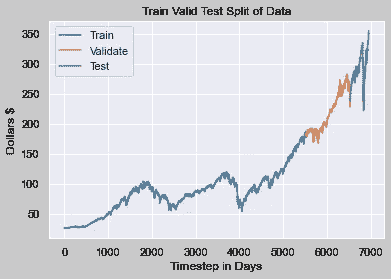 Train Valid Test Split of Data
Train
Validate
Test
Dollars $
350
300
250
200
150
100
50
0 1000 2000 3000 4000 5000 6000 7000
Timestep in Days